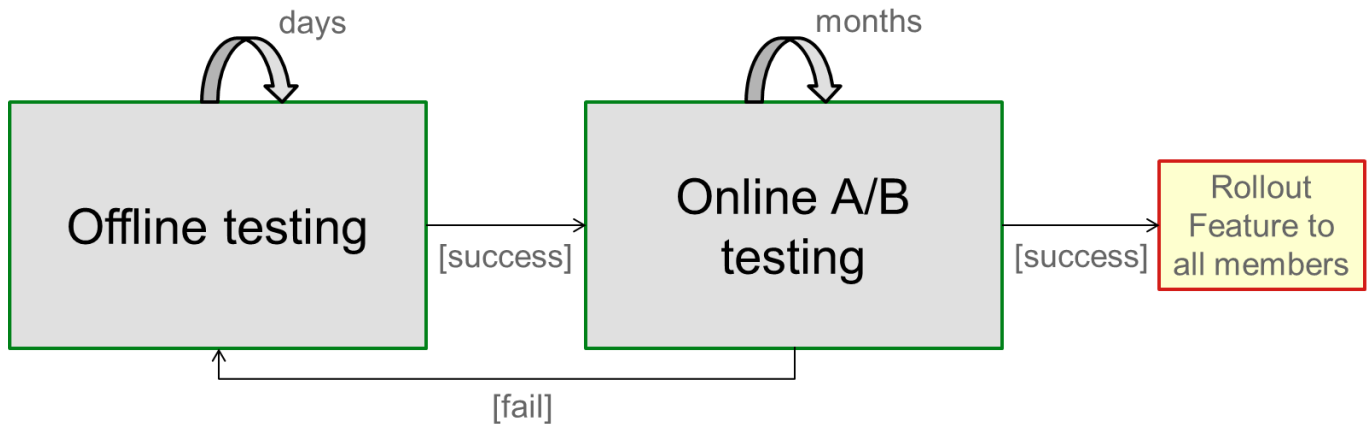 days
months
Offline testing
[success]
Online A/B
testing
[success]
Rollout
Feature to
all members
[fail]